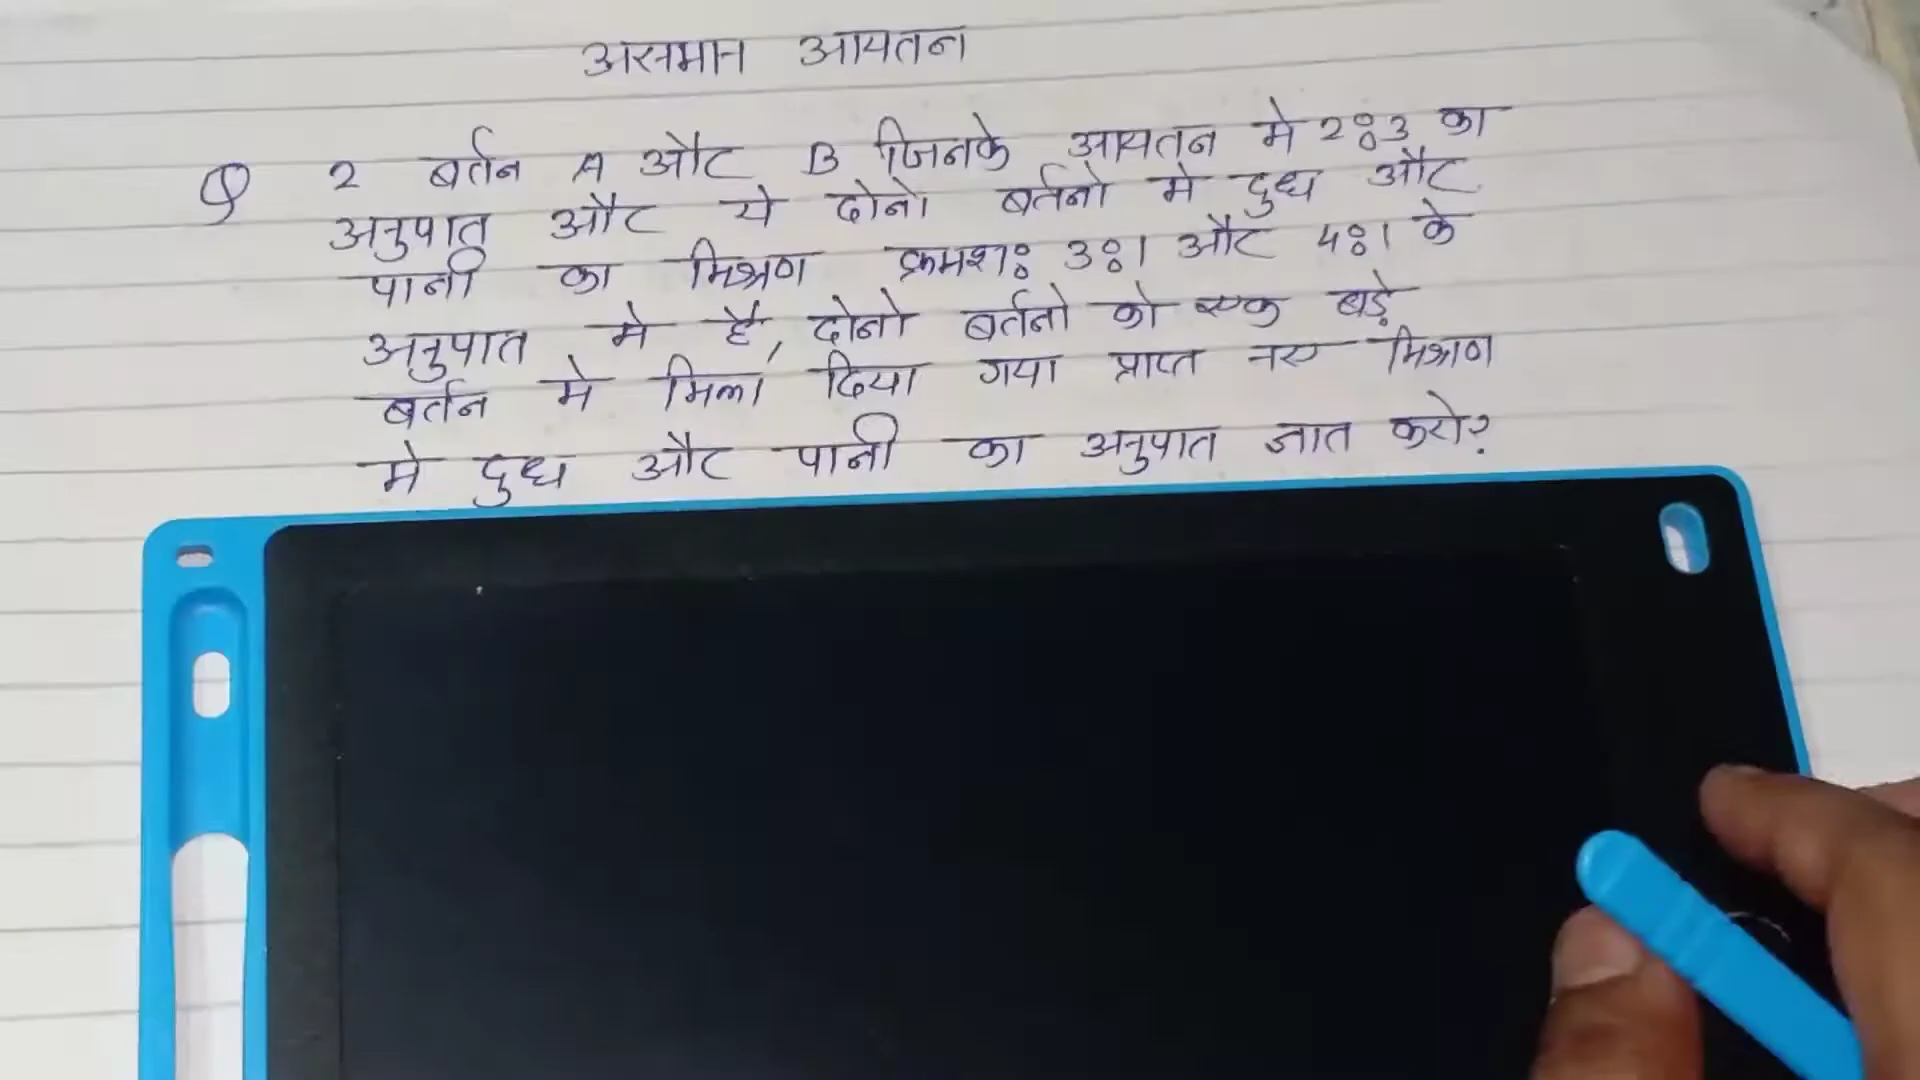 असमान आयतन
Q 2 बर्तन A और B जिनके आयतन मे 2:3 का
अनुपात और ये दोनो बर्तनो मे दुध और
पानी का मिश्रण क्रमशः 3:1 और 4:1 के
अनुपात मे है, दोनो बर्तनो को एक बड़े
बर्तन मे मिला दिया गया प्राप्त नए मिश्रण
मे दुध और पानी का अनुपात ज्ञात करो?